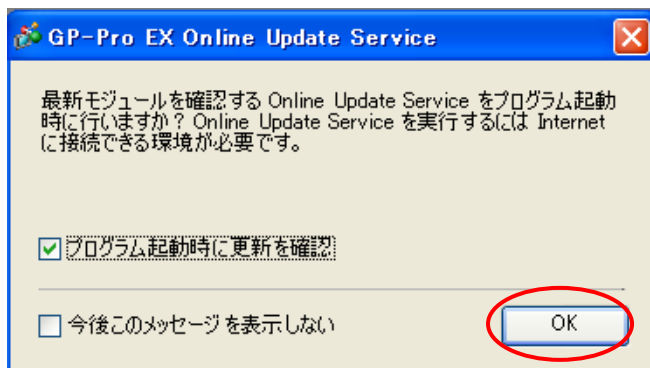 GP-Pro EX Online Update Service
最新モジュールを確認する Online Update Service をプログラム起動
時に行いますか？Online Update Service を実行するには Internet
に接続できる環境が必要です。
プログラム起動時に更新を確認
今後このメッセージを表示しない
OK